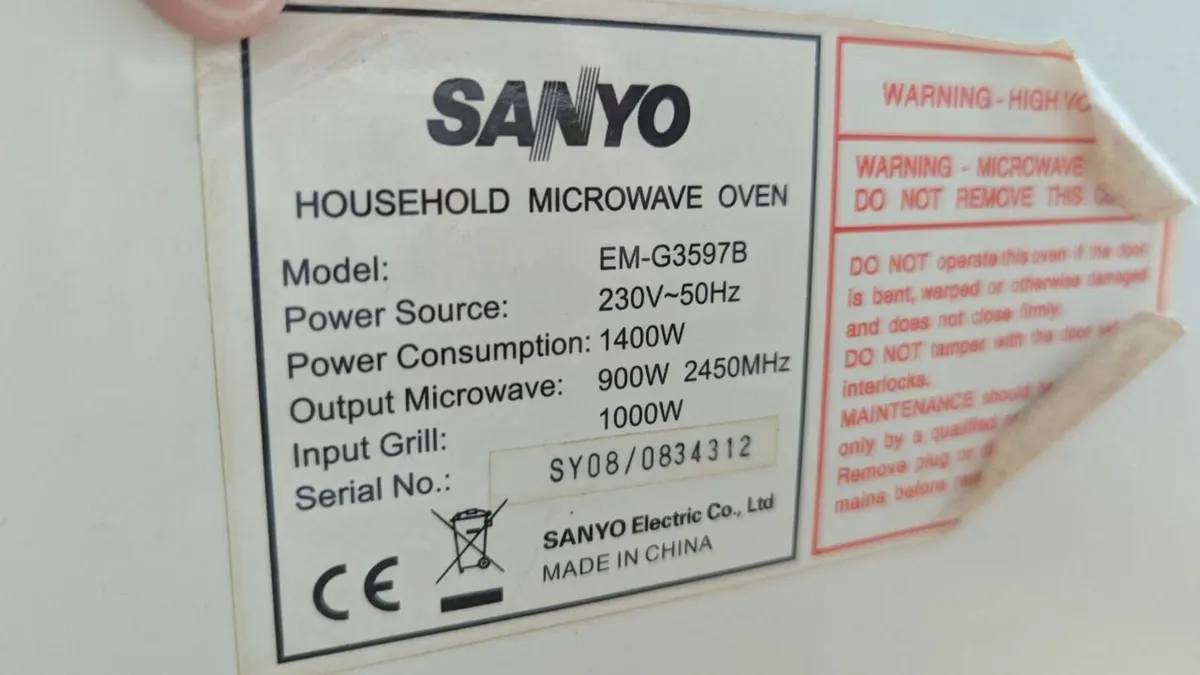 SANYO
HOUSEHOLD MICROWAVE OVEN
Model: EM-G3597B
Power Source: 230V~50Hz
Power Consumption: 1400W
Output Microwave: 900W 2450MHz
Input Grill: 1000W
Serial No.: SY08/0834312
SANYO Electric Co., Ltd
MADE IN CHINA
CE
WARNING - HIGH
WARNING - MICROWAVE
DO NOT REMOVE THIS
DO NOT operate this oven if the door
is bent, warped or otherwise damaged
and does not close firmly.
DO NOT tamper with the door
interlocks.
MAINTENANCE should
only by a qualified
Remove plug or
mains before